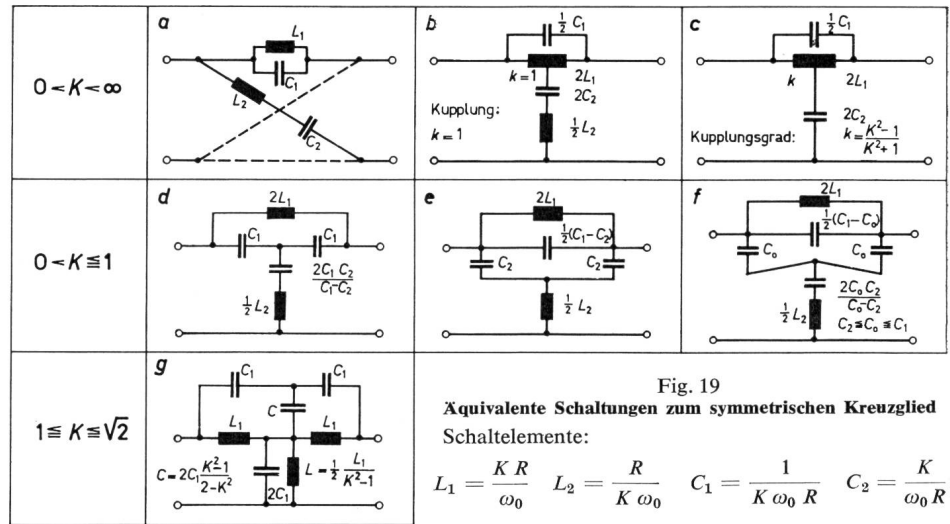 0 < K < ∞
a
L₁
C₁
L₂
C₂
b
½ C₁
k = 1
2L₁
2C₂
Kupplung:
k = 1
½ L₂
c
½ C₁
k
2L₁
2C₂
Kupplungsgrad:
k = (K² − 1)/(K² + 1)
0 < K ≦ 1
d
2L₁
C₁
C₁
2C₁ C₂/(C₁ − C₂)
½ L₂
e
2L₁
½(C₁ − C₂)
C₂
C₂
½ L₂
f
2L₁
½(C₁ − C₀)
C₀
C₀
2C₀ C₂/(C₀ − C₂)
½ L₂
C₂ ≦ C₀ ≦ C₁
1 ≦ K ≦ √2
g
C₁
C₁
C
L₁
L₁
C = 2C₁ (K² − 1)/(2 − K²)
2C₁
L = ½ L₁/(K² − 1)
Fig. 19
Äquivalente Schaltungen zum symmetrischen Kreuzglied
Schaltelemente:
L₁ = K R/ω₀ L₂ = R/(K ω₀) C₁ = 1/(K ω₀ R) C₂ = K/(ω₀ R)